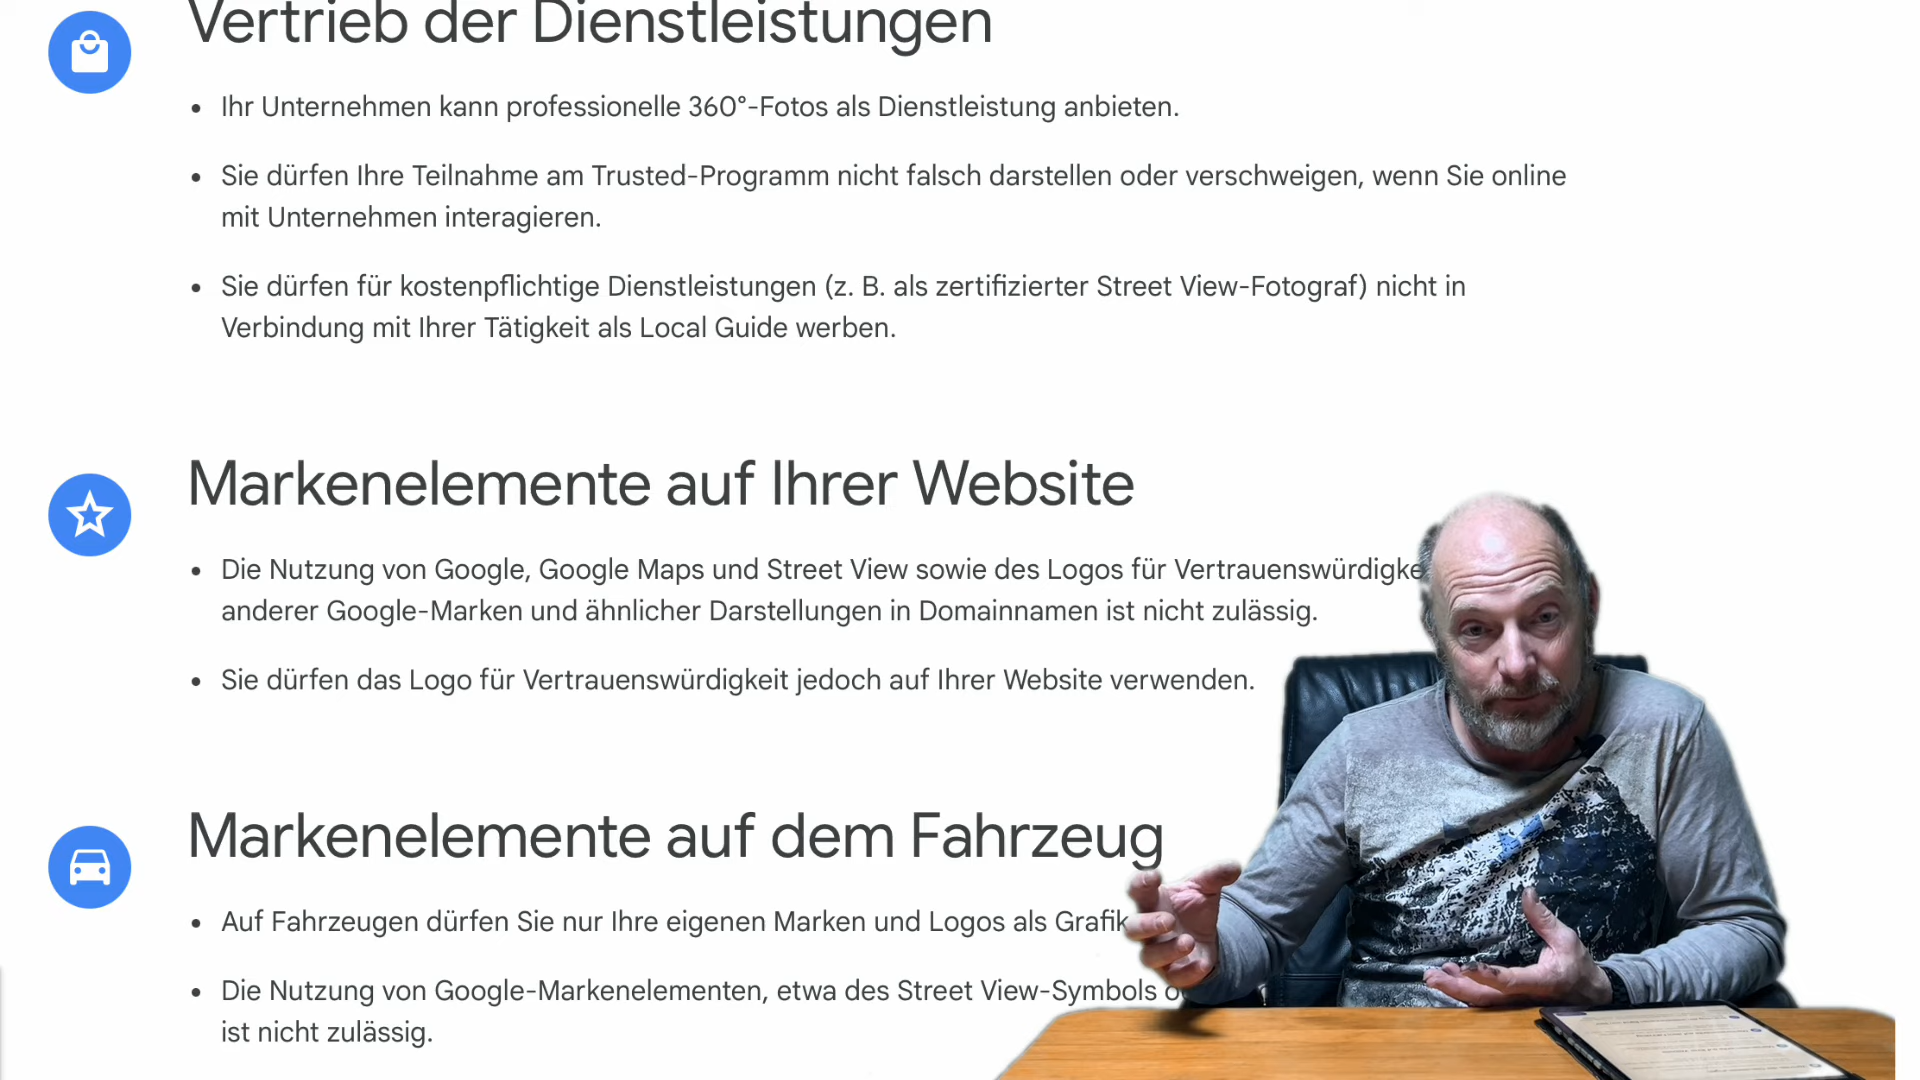 Vertrieb der Dienstleistungen
• Ihr Unternehmen kann professionelle 360°-Fotos als Dienstleistung anbieten.
• Sie dürfen Ihre Teilnahme am Trusted-Programm nicht falsch darstellen oder verschweigen, wenn Sie online
mit Unternehmen interagieren.
• Sie dürfen für kostenpflichtige Dienstleistungen (z. B. als zertifizierter Street View-Fotograf) nicht in
Verbindung mit Ihrer Tätigkeit als Local Guide werben.
Markenelemente auf Ihrer Website
• Die Nutzung von Google, Google Maps und Street View sowie des Logos für
anderer Google-Marken und ähnlicher Darstellungen in Domainnamen ist nicht zulässig.
• Sie dürfen das Logo für Vertrauenswürdigkeit jedoch auf Ihrer Website verwenden.
Markenelemente auf dem Fahrzeug
• Auf Fahrzeugen dürfen Sie nur Ihre eigenen Marken und Logos als
• Die Nutzung von Google-Markenelementen, etwa des Street View-Symbols
ist nicht zulässig.